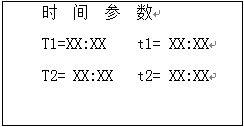 时 间 参 数
T1=XX:XX t1= XX:XX
T2= XX:XX t2= XX:XX